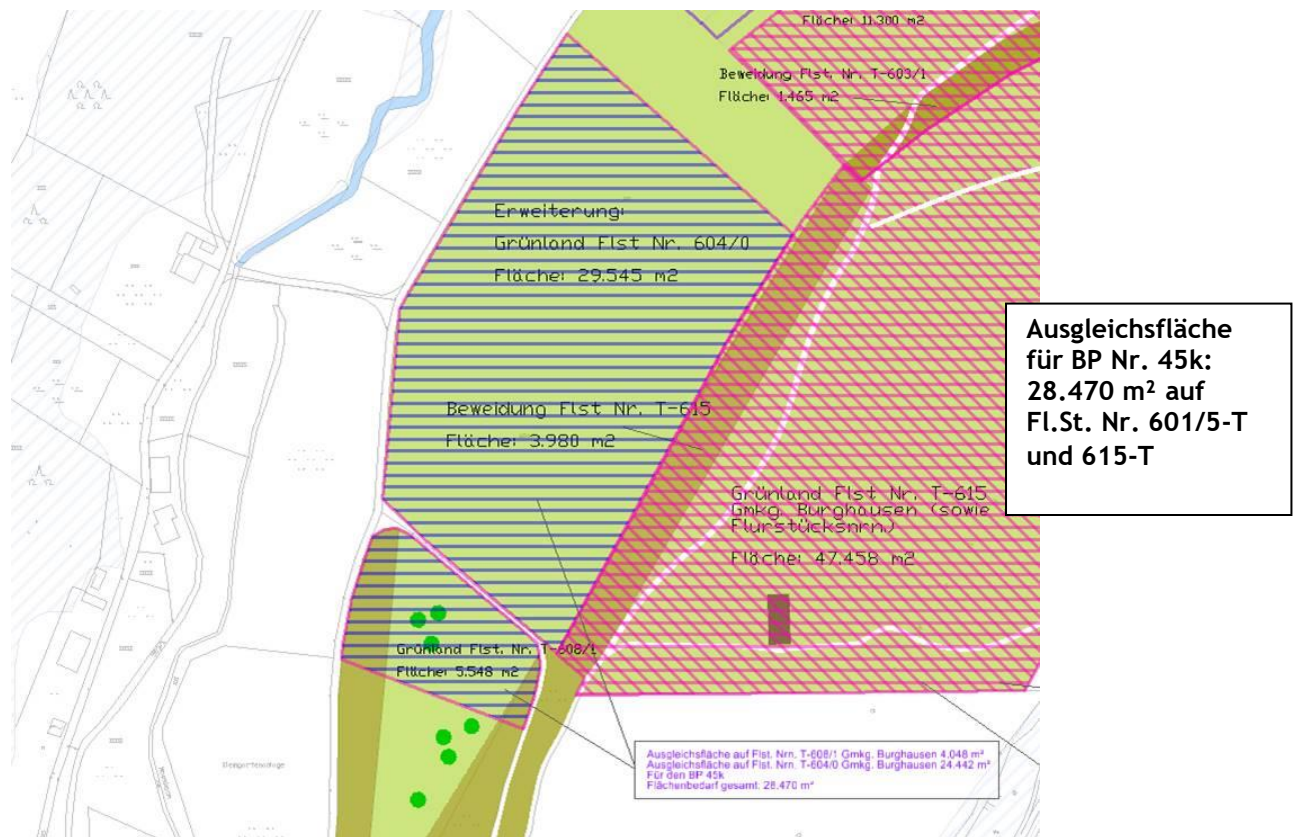 Fläche: 11.300 m2
Beweidung Flst. Nr. T-603/1
Fläche: 1.465 m2
Erweiterung:
Grünland Flst Nr. 604/0
Fläche: 29.545 m2
Beweidung Flst Nr. T-615
Fläche: 3.980 m2
Ausgleichsfläche
für BP Nr. 45k:
28.470 m² auf
Fl.St. Nr. 601/5-T
und 615-T
Grünland Flst Nr. T-615
Gmkg. Burghausen (sowie
Flurstücksnrn.)
Fläche: 47.458 m2
Grünland Flst. Nr. T-608/1
Fläche: 5.548 m2
Ausgleichsfläche auf Flst. Nrn. T-608/1 Gmkg. Burghausen 4.048 m²
Ausgleichsfläche auf Flst. Nrn. T-604/0 Gmkg. Burghausen 24.442 m²
Für den BP 45k
Flächenbedarf gesamt: 28.470 m²